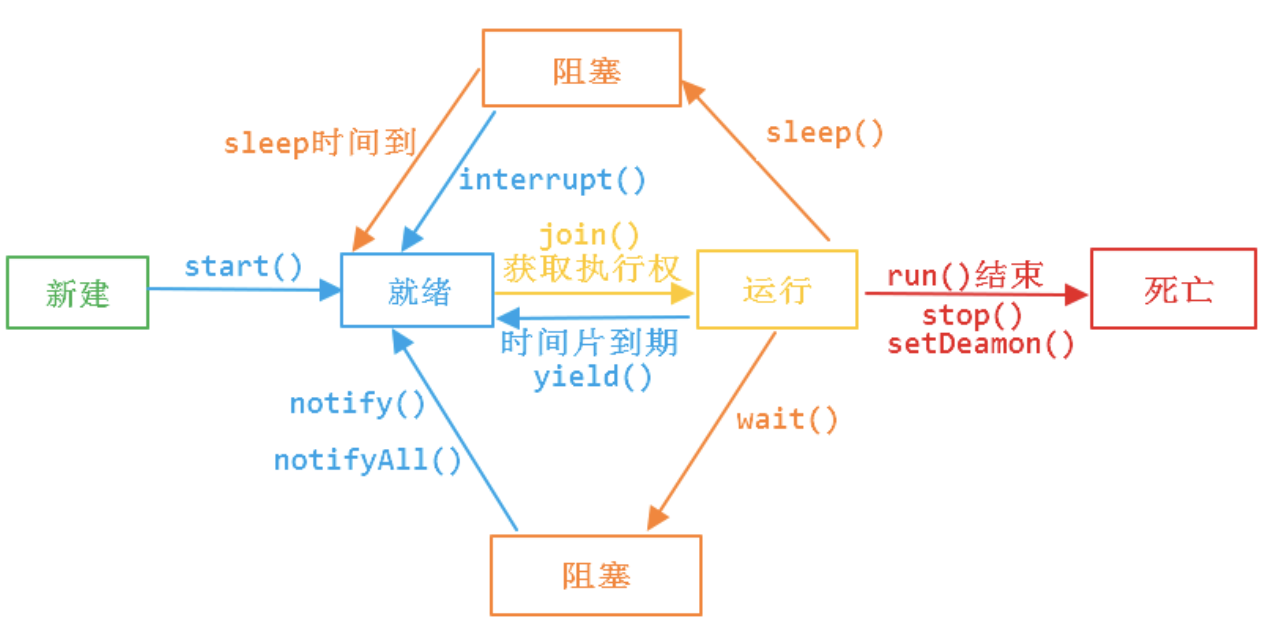 阻塞
sleep时间到
sleep()
interrupt()
join()
获取执行权
新建
start()
就绪
运行
run()结束
stop()
setDeamon()
死亡
时间片到期
yield()
notify()
notifyAll()
wait()
阻塞